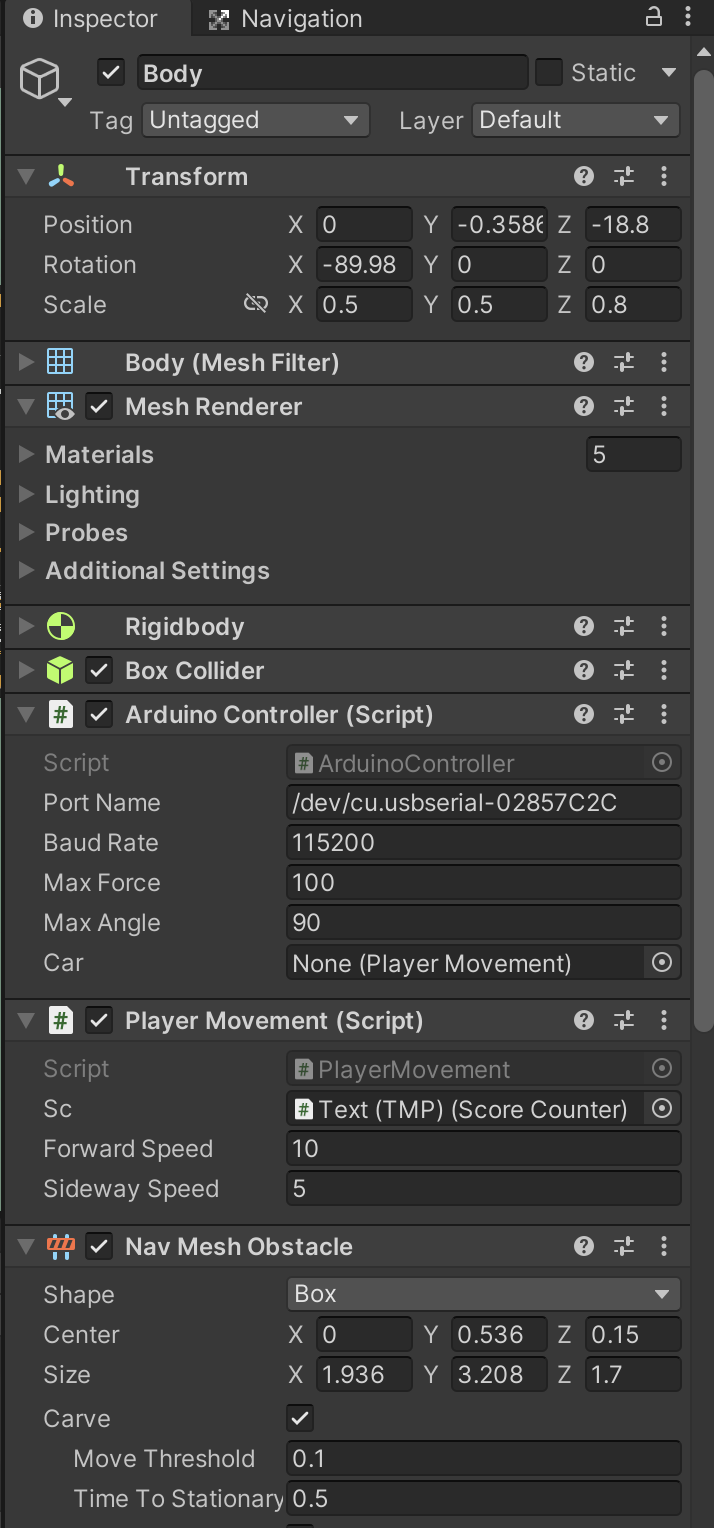 Inspector Navigation
Body Static
Tag Untagged Layer Default
Transform
Position X 0 Y -0.3586 Z -18.8
Rotation X -89.98 Y 0 Z 0
Scale X 0.5 Y 0.5 Z 0.8
Body (Mesh Filter)
Mesh Renderer
Materials 5
Lighting
Probes
Additional Settings
Rigidbody
Box Collider
# Arduino Controller (Script)
Script # ArduinoController
Port Name /dev/cu.usbserial-02857C2C
Baud Rate 115200
Max Force 100
Max Angle 90
Car None (Player Movement)
# Player Movement (Script)
Script # PlayerMovement
Sc # Text (TMP) (Score Counter)
Forward Speed 10
Sideway Speed 5
Nav Mesh Obstacle
Shape Box
Center X 0 Y 0.536 Z 0.15
Size X 1.936 Y 3.208 Z 1.7
Carve
Move Threshold 0.1
Time To Stationary 0.5